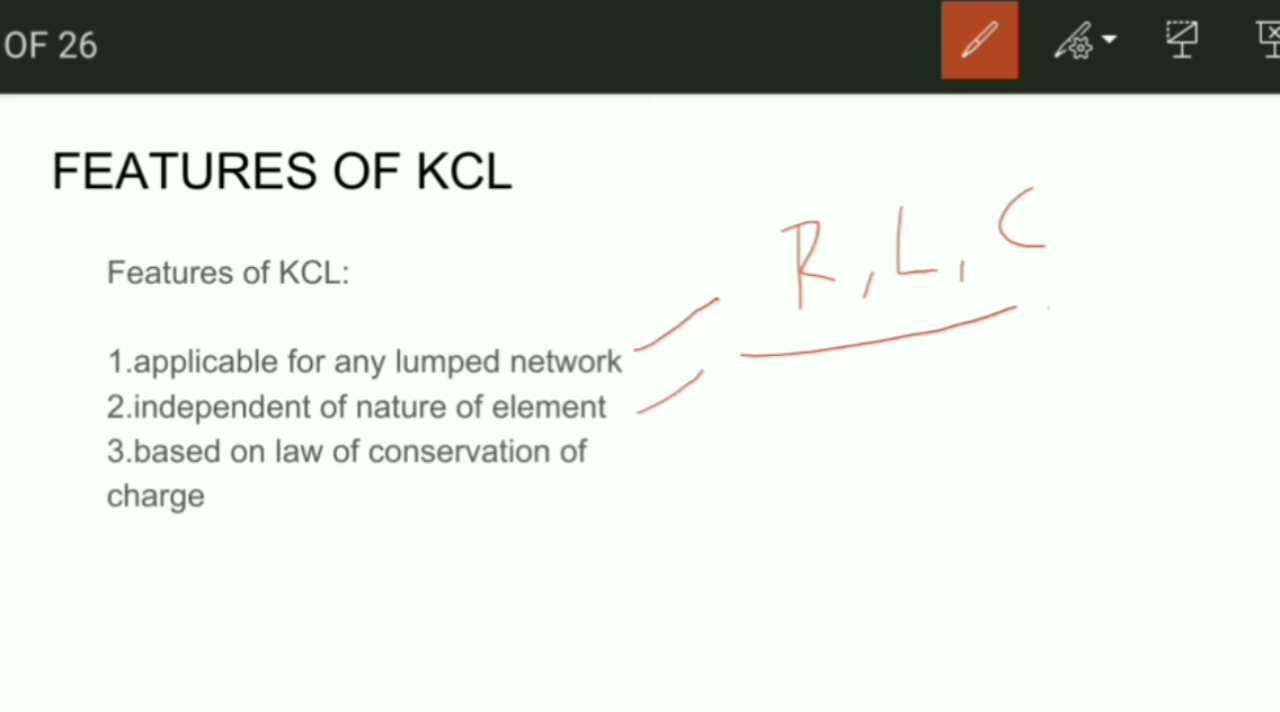 OF 26
FEATURES OF KCL
R, L, C
Features of KCL:
1.applicable for any lumped network
2.independent of nature of element
3.based on law of conservation of
charge